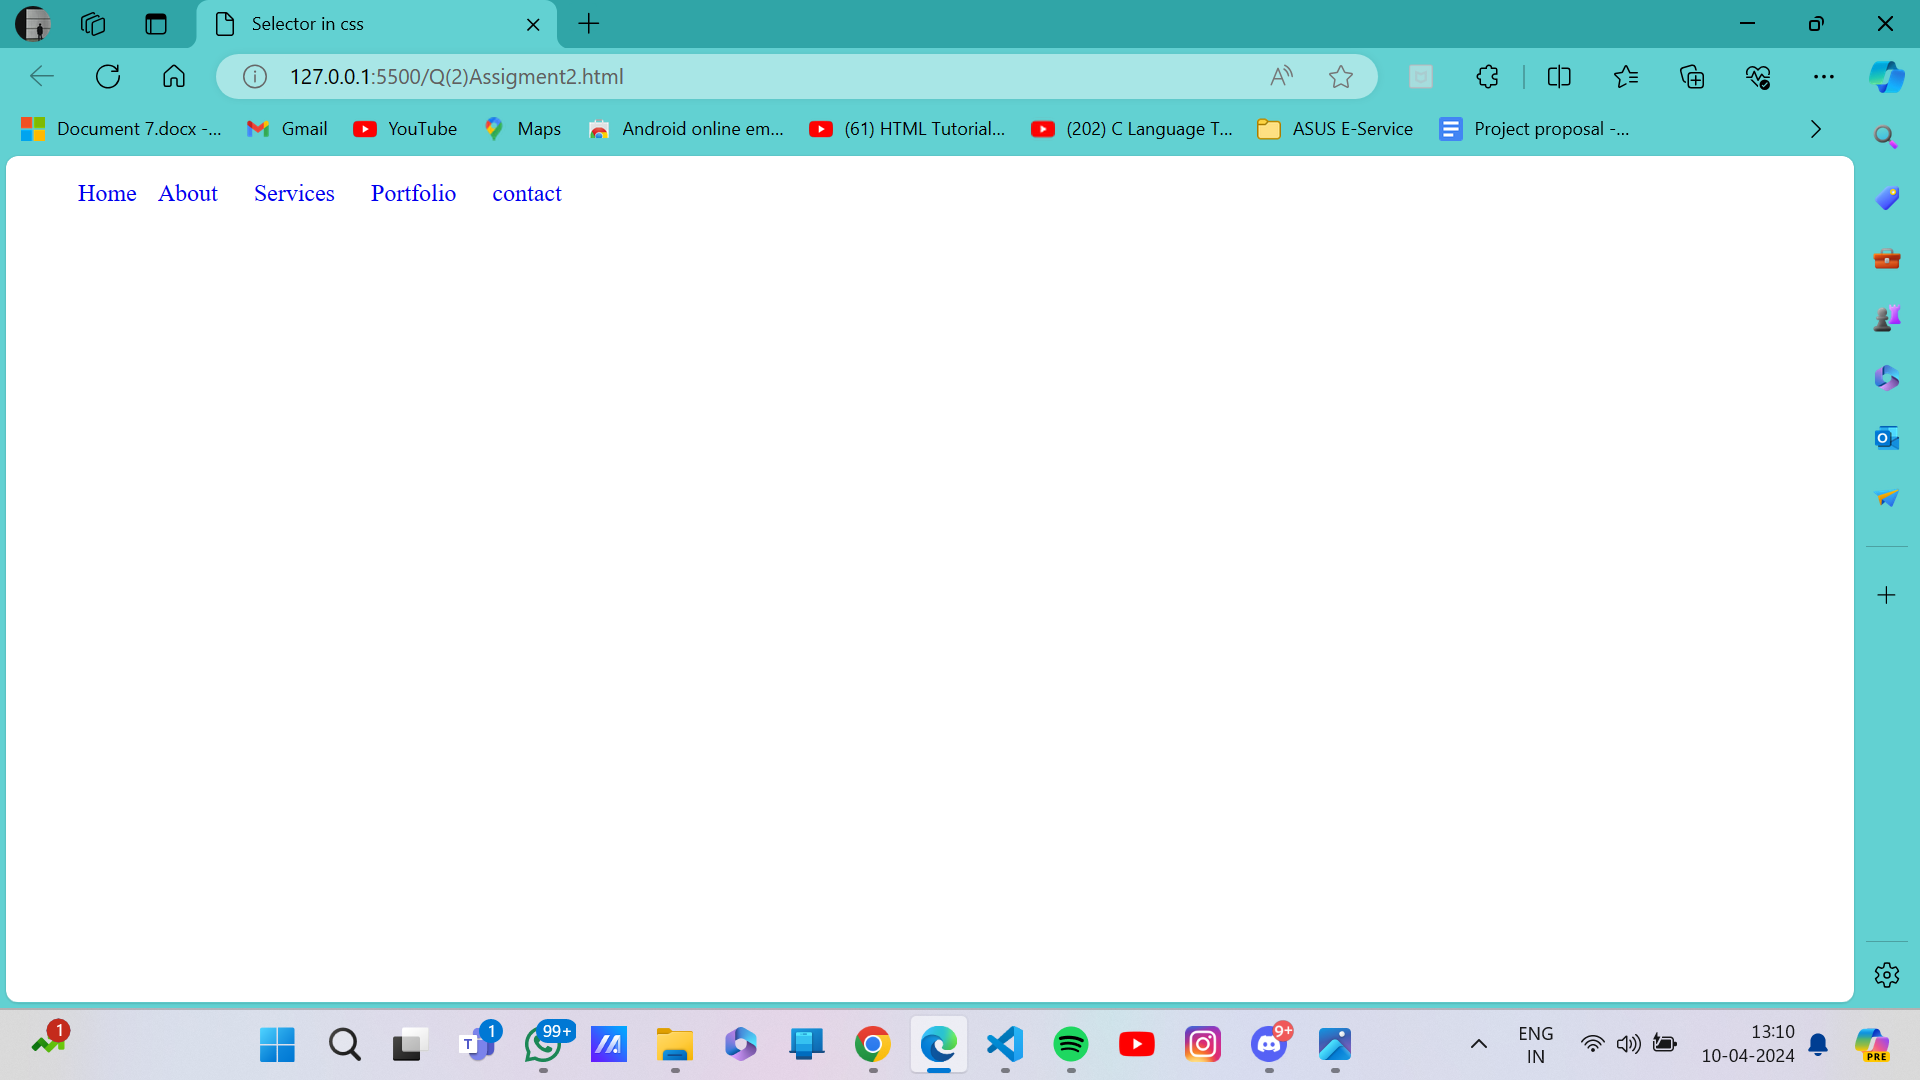 Selector in css
127.0.0.1:5500/Q(2)Assigment2.html
Document 7.docx -... Gmail YouTube Maps Android online em... (61) HTML Tutorial... (202) C Language T... ASUS E-Service Project proposal -...
Home About Services Portfolio contact
1 T 1 99+ 9+ ENG 13:10
IN 10-04-2024 PRE